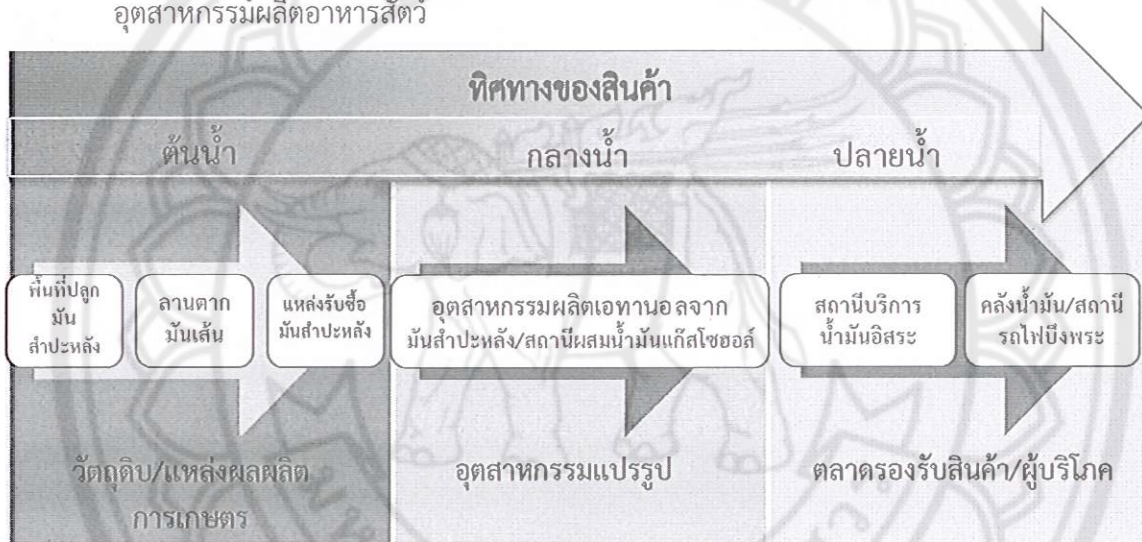 อุตสาหกรรมผลิตอาหารสัตว์
ทิศทางของสินค้า
ต้นน้ำ
กลางน้ำ
ปลายน้ำ
พื้นที่ปลูก
มัน
สำปะหลัง
ลานตาก
มันเส้น
แหล่งรับซื้อ
มันสำปะหลัง
อุตสาหกรรมผลิตเอทานอลจาก
มันสำปะหลัง/สถานีผสมน้ำมันแก๊สโซฮอล์
สถานีบริการ
น้ำมันอิสระ
คลังน้ำมัน/สถานี
รถไฟบึงพระ
วัตถุดิบ/แหล่งผลผลิต
การเกษตร
อุตสาหกรรมแปรรูป
ตลาดรองรับสินค้า/ผู้บริโภค